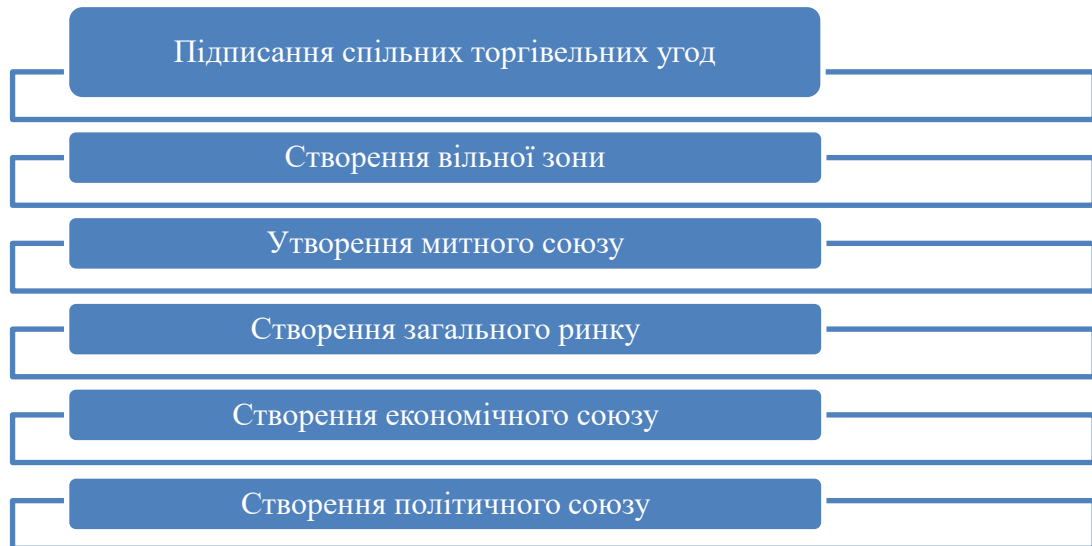 Підписання спільних торгівельних угод
Створення вільної зони
Утворення митного союзу
Створення загального ринку
Створення економічного союзу
Створення політичного союзу